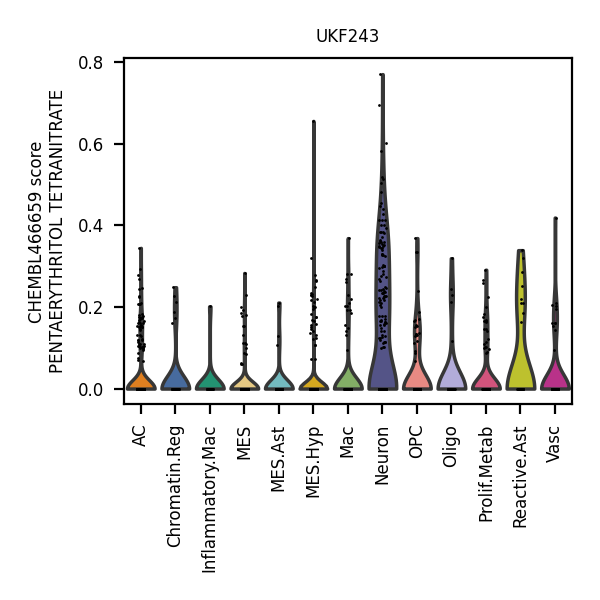 UKF243
CHEMBL466659 score
PENTAERYTHRITOL TETRANITRATE
0.8
0.6
0.4
0.2
0.0
AC
Chromatin.Reg
Inflammatory.Mac
MES
MES.Ast
MES.Hyp
Mac
Neuron
OPC
Oligo
Prolif.Metab
Reactive.Ast
Vasc